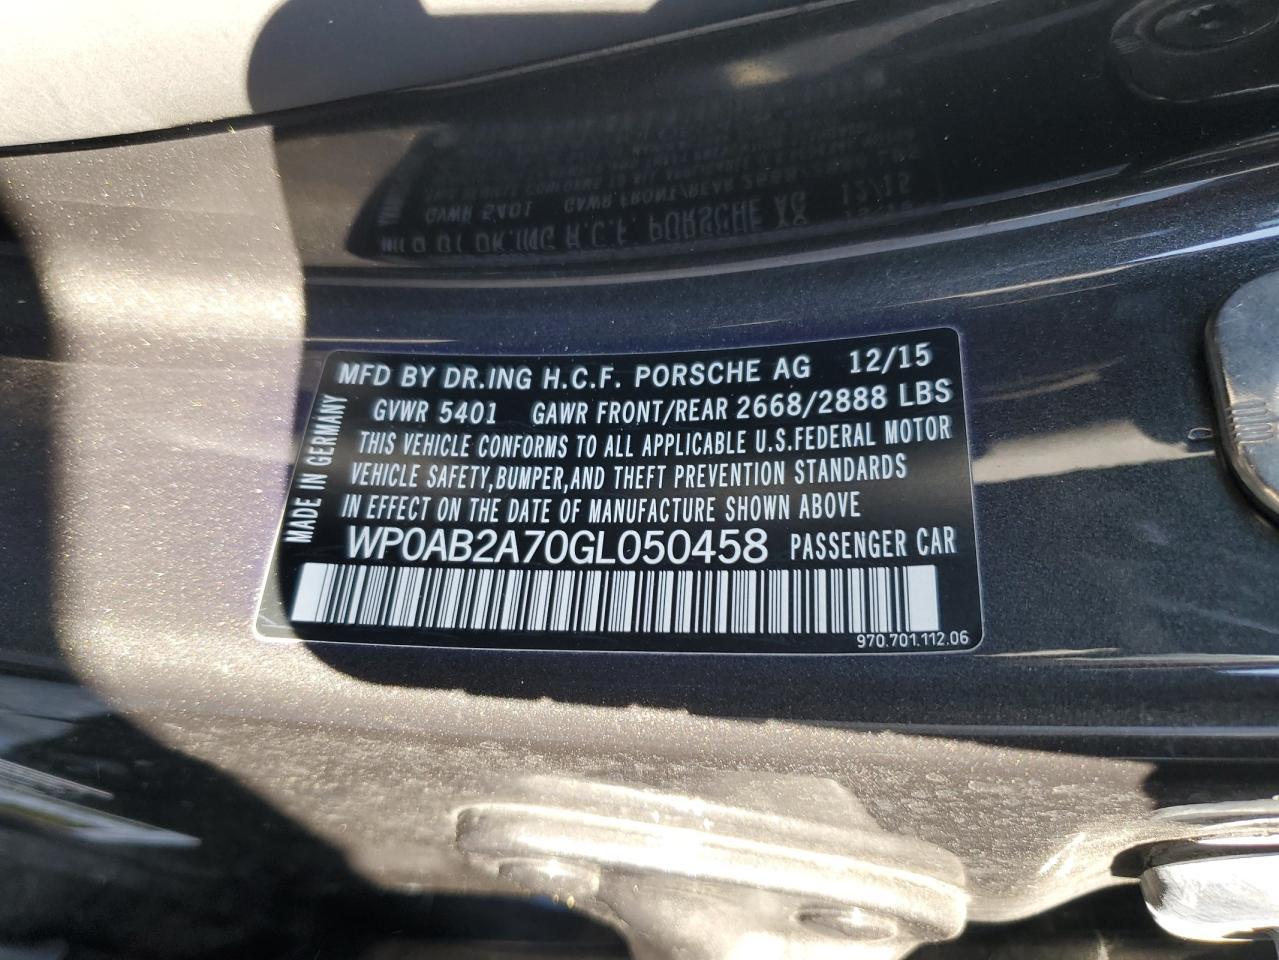 MFD BY DR.ING H.C.F. PORSCHE AG 12/15
GVWR 5401 GAWR FRONT/REAR 2668/2888 LBS
THIS VEHICLE CONFORMS TO ALL APPLICABLE U.S.FEDERAL MOTOR
VEHICLE SAFETY,BUMPER,AND THEFT PREVENTION STANDARDS
IN EFFECT ON THE DATE OF MANUFACTURE SHOWN ABOVE
WP0AB2A70GL050458 PASSENGER CAR
970.701.112.06
MADE IN GERMANY